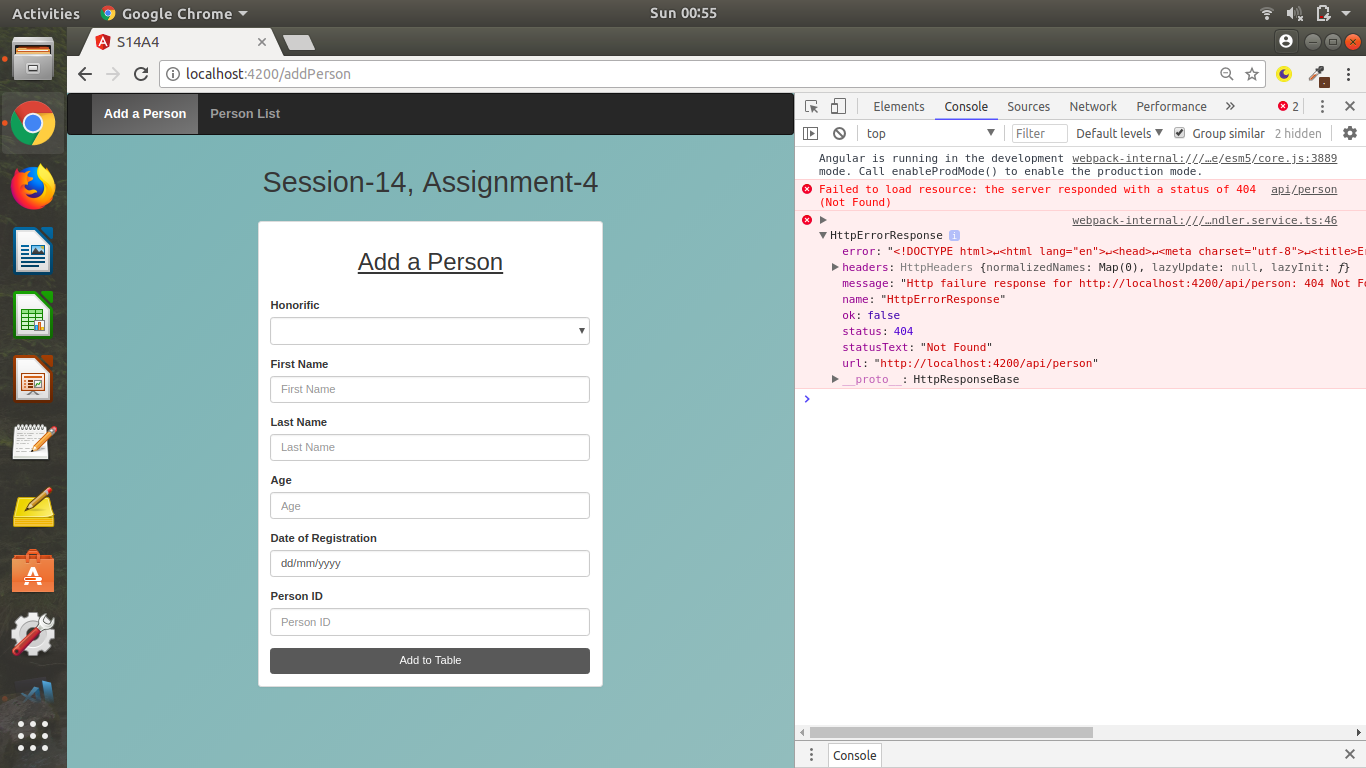 Activities
Google Chrome
Sun 00:55
S14A4
localhost:4200/addPerson
Add a Person
Person List
Session-14, Assignment-4
Add a Person
Honorific
First Name
First Name
Last Name
Last Name
Age
Age
Date of Registration
dd/mm/yyyy
Person ID
Person ID
Add to Table
Elements Console Sources Network Performance » 2
top Filter Default levels Group similar 2 hidden
Angular is running in the development webpack-internal:///…e/esm5/core.js:3889
mode. Call enableProdMode() to enable the production mode.
Failed to load resource: the server responded with a status of 404 api/person
(Not Found)
webpack-internal:///…ndler.service.ts:46
HttpErrorResponse i
error: "<!DOCTYPE html>↵<html lang="en">↵<head>↵<meta charset="utf-8">↵<title>Er
headers: HttpHeaders {normalizedNames: Map(0), lazyUpdate: null, lazyInit: ƒ}
message: "Http failure response for http://localhost:4200/api/person: 404 Not Fo
name: "HttpErrorResponse"
ok: false
status: 404
statusText: "Not Found"
url: "http://localhost:4200/api/person"
__proto__: HttpResponseBase
Console